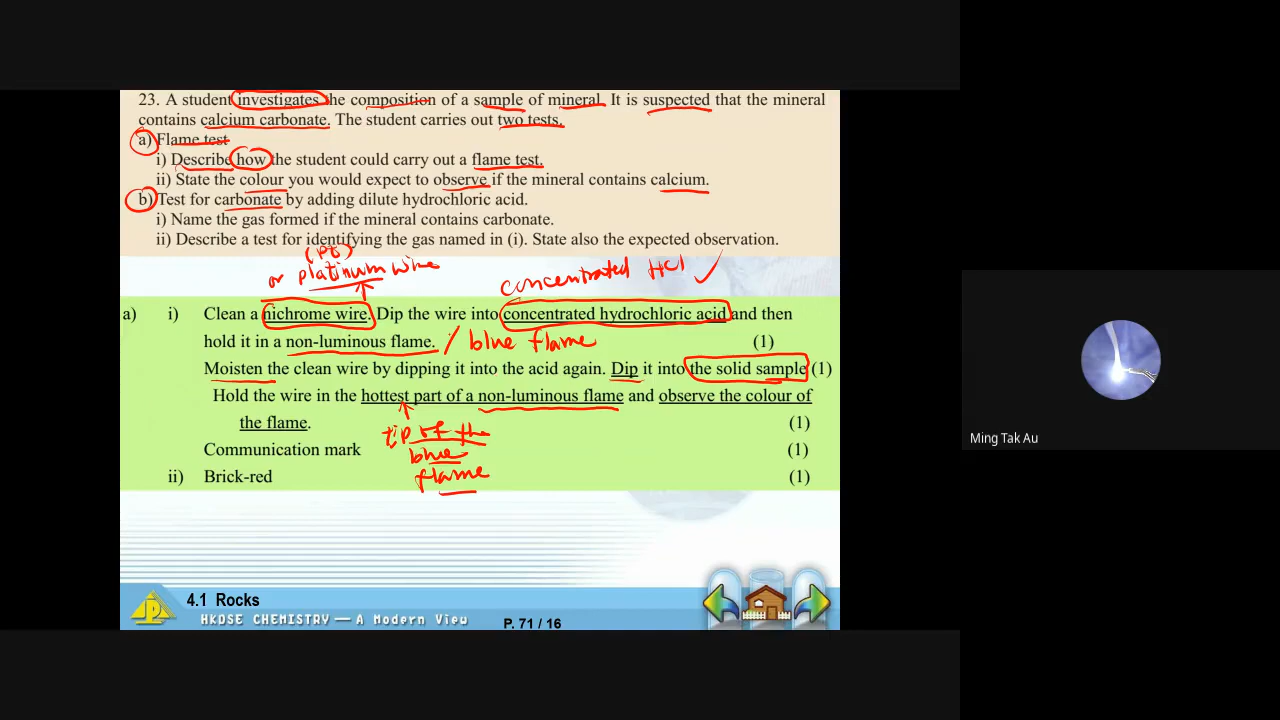 23. A student investigates the composition of a sample of mineral. It is suspected that the mineral
contains calcium carbonate. The student carries out two tests.
a) Flame test
i) Describe how the student could carry out a flame test.
ii) State the colour you would expect to observe if the mineral contains calcium.
b) Test for carbonate by adding dilute hydrochloric acid.
i) Name the gas formed if the mineral contains carbonate.
ii) Describe a test for identifying the gas named in (i). State also the expected observation.
(Pt)
or platinum wire
concentrated HCl ✓
a) i) Clean a nichrome wire. Dip the wire into concentrated hydrochloric acid and then
hold it in a non-luminous flame. / blue flame (1)
Moisten the clean wire by dipping it into the acid again. Dip it into the solid sample (1)
Hold the wire in the hottest part of a non-luminous flame and observe the colour of
the flame. (1)
tip of the
blue
flame
Communication mark (1)
ii) Brick-red (1)
Ming Tak Au
4.1 Rocks
HKDSE CHEMISTRY — A Modern View
P. 71 / 16